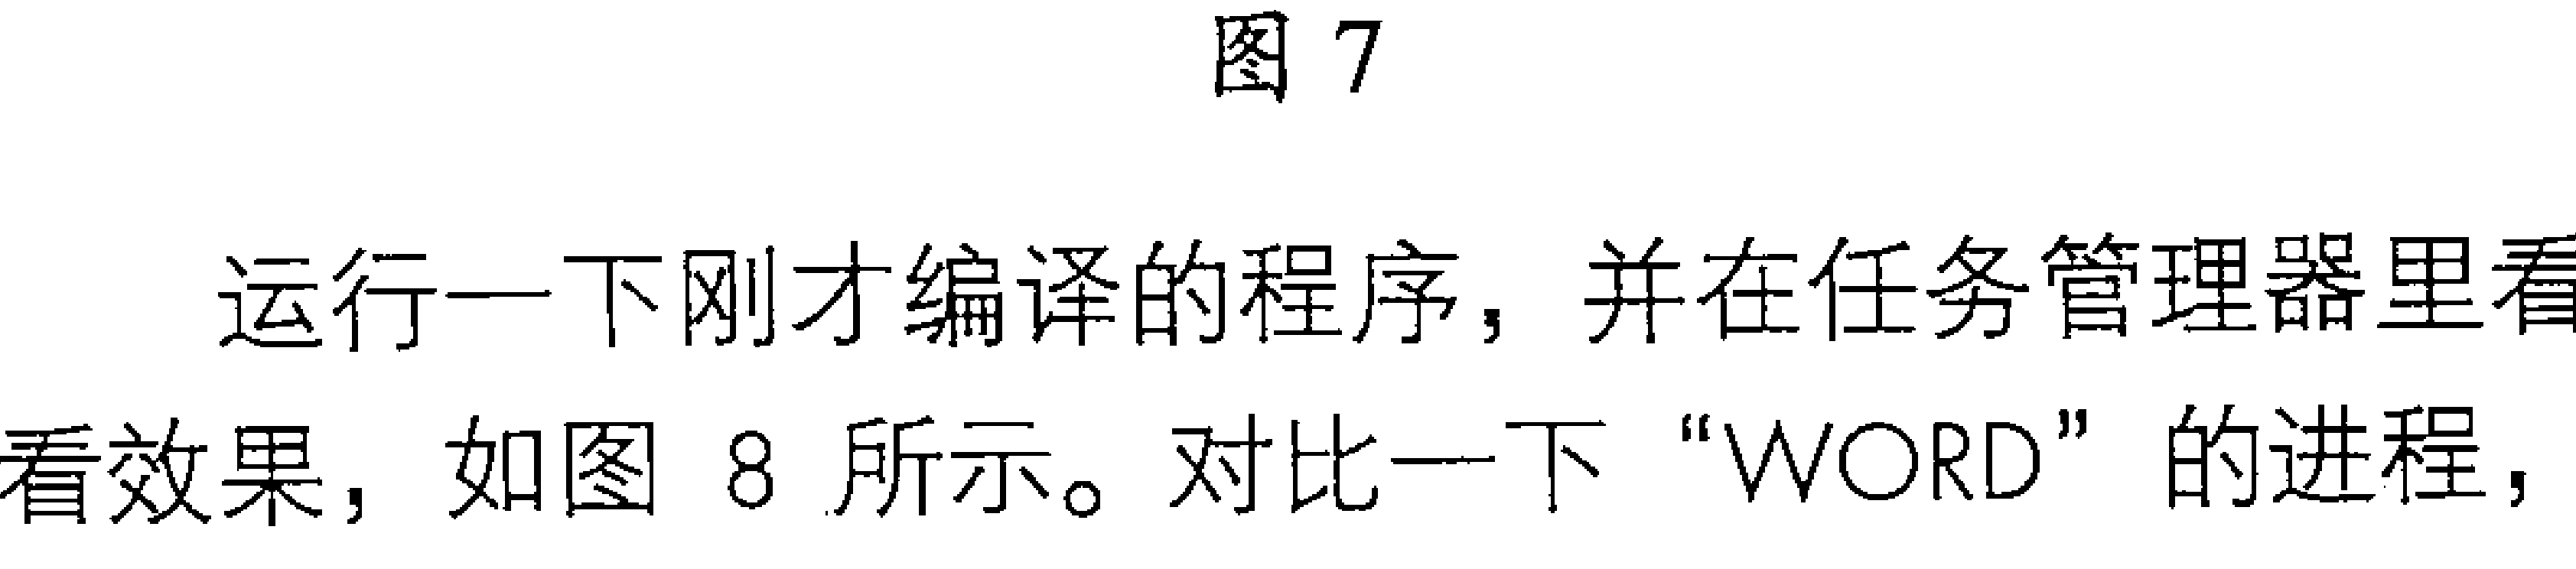 图 7
运行一下刚才编译的程序，并在任务管理器里看
看效果，如图 8 所示。对比一下“WORD”的进程，